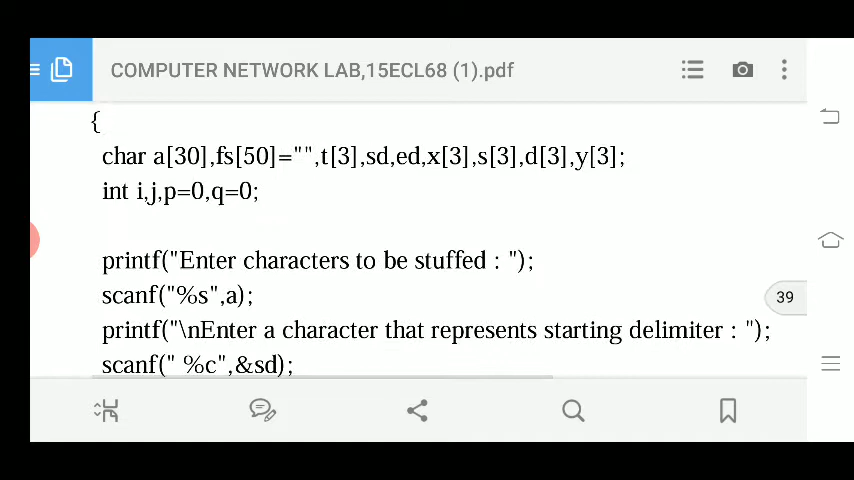 COMPUTER NETWORK LAB,15ECL68 (1).pdf
{
char a[30],fs[50]="",t[3],sd,ed,x[3],s[3],d[3],y[3];
int i,j,p=0,q=0;
printf("Enter characters to be stuffed : ");
scanf("%s",a);
39
printf("\nEnter a character that represents starting delimiter : ");
scanf(" %c",&sd);